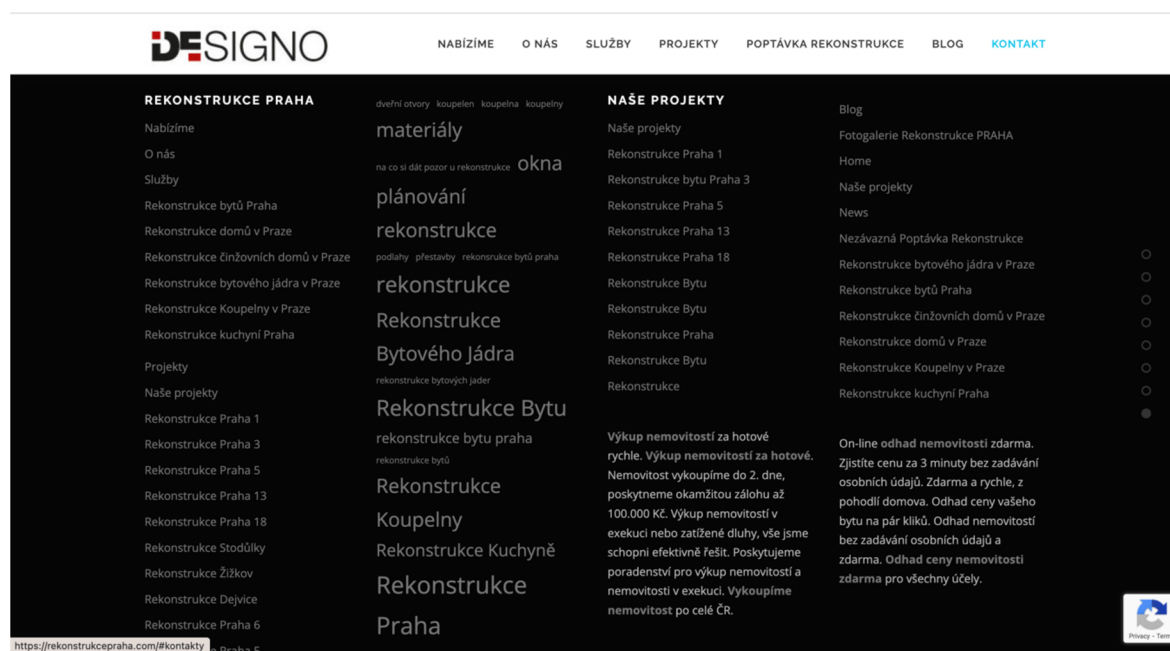 DESIGNO
NABÍZÍME O NÁS SLUŽBY PROJEKTY POPTÁVKA REKONSTRUKCE BLOG KONTAKT
REKONSTRUKCE PRAHA
Nabízíme
O nás
Služby
Rekonstrukce bytů Praha
Rekonstrukce domů v Praze
Rekonstrukce činžovních domů v Praze
Rekonstrukce bytového jádra v Praze
Rekonstrukce Koupelny v Praze
Rekonstrukce kuchyní Praha
Projekty
Naše projekty
Rekonstrukce Praha 1
Rekonstrukce Praha 3
Rekonstrukce Praha 5
Rekonstrukce Praha 13
Rekonstrukce Praha 18
Rekonstrukce Stodůlky
Rekonstrukce Žižkov
Rekonstrukce Dejvice
Rekonstrukce Praha 6
dveřní otvory koupelen koupelna koupelny
materiály
na co si dát pozor u rekonstrukce okna
plánování
rekonstrukce
podlahy přestavby rekonsrukce bytů praha
rekonstrukce
Rekonstrukce
Bytového Jádra
rekonstrukce bytových jader
Rekonstrukce Bytu
rekonstrukce bytu praha
rekonstrukce bytů
Rekonstrukce
Koupelny
Rekonstrukce Kuchyně
Rekonstrukce
Praha
NAŠE PROJEKTY
Naše projekty
Rekonstrukce Praha 1
Rekonstrukce bytu Praha 3
Rekonstrukce Praha 5
Rekonstrukce Praha 13
Rekonstrukce Praha 18
Rekonstrukce Bytu
Rekonstrukce Bytu
Rekonstrukce Praha
Rekonstrukce Bytu
Rekonstrukce
Výkup nemovitostí za hotové
rychle. Výkup nemovitostí za hotové.
Nemovitost vykoupíme do 2. dne,
poskytneme okamžitou zálohu až
100.000 Kč. Výkup nemovitostí v
exekuci nebo zatížené dluhy, vše jsme
schopni efektivně řešit. Poskytujeme
poradenství pro výkup nemovitostí a
nemovitosti v exekuci. Vykoupíme
nemovitost po celé ČR.
Blog
Fotogalerie Rekonstrukce PRAHA
Home
Naše projekty
News
Nezávazná Poptávka Rekonstrukce
Rekonstrukce bytového jádra v Praze
Rekonstrukce bytů Praha
Rekonstrukce činžovních domů v Praze
Rekonstrukce domů v Praze
Rekonstrukce Koupelny v Praze
Rekonstrukce kuchyní Praha
On-line odhad nemovitosti zdarma.
Zjistíte cenu za 3 minuty bez zadávání
osobních údajů. Zdarma a rychle, z
pohodlí domova. Odhad ceny vašeho
bytu na pár kliků. Odhad nemovitostí
bez zadávání osobních údajů a
zdarma. Odhad ceny nemovitosti
zdarma pro všechny účely.
Privacy - Term
https://rekonstrukcepraha.com/#kontakty